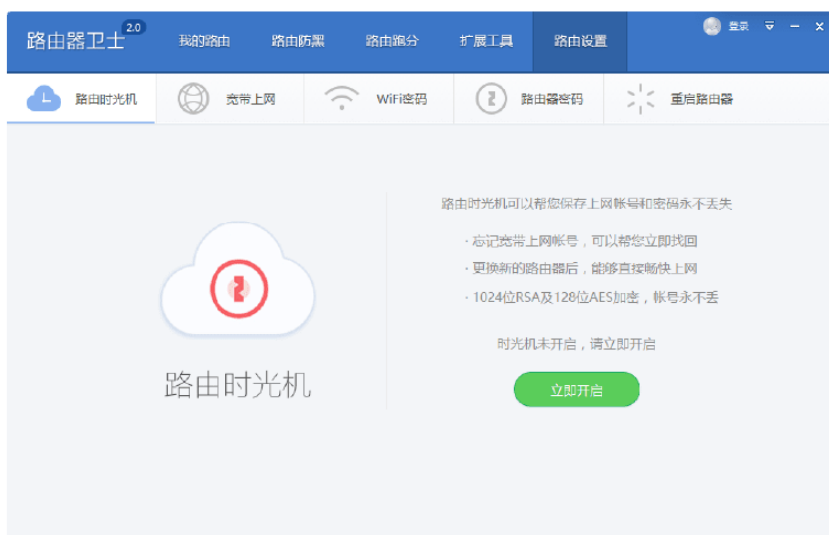 路由器卫士 2.0 我的路由 路由防黑 路由跑分 扩展工具 路由设置 登录
路由时光机 宽带上网 WiFi密码 路由器密码 重启路由器
路由时光机可以帮您保存上网帐号和密码永不丢失
· 忘记宽带上网帐号，可以帮您立即找回
· 更换新的路由器后，能够直接畅快上网
· 1024位RSA及128位AES加密，帐号永不丢
时光机未开启，请立即开启
路由时光机
立即开启